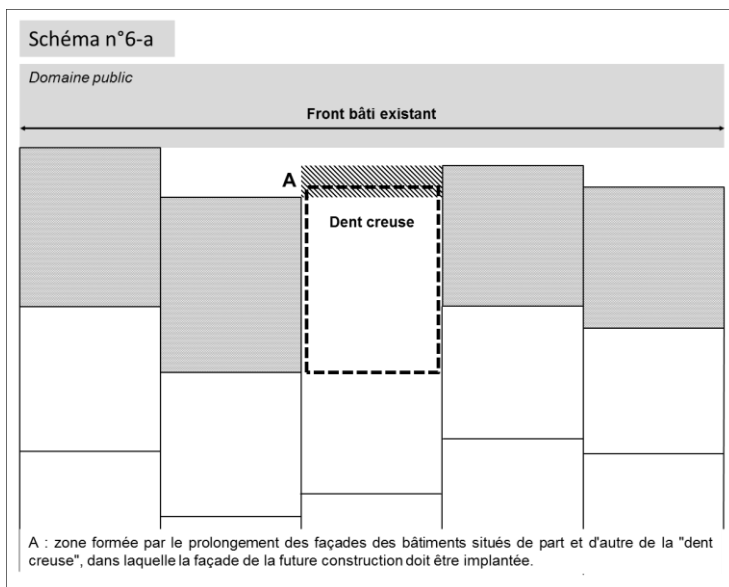 Schéma n°6-a
Domaine public
Front bâti existant
A
Dent creuse
A : zone formée par le prolongement des façades des bâtiments situés de part et d'autre de la "dent
creuse", dans laquelle la façade de la future construction doit être implantée.